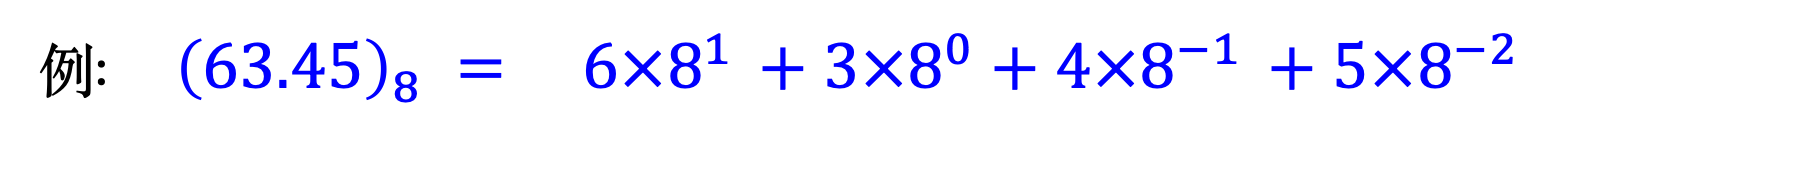 例: (63.45)₈ = 6×8¹ + 3×8⁰ + 4×8⁻¹ + 5×8⁻²